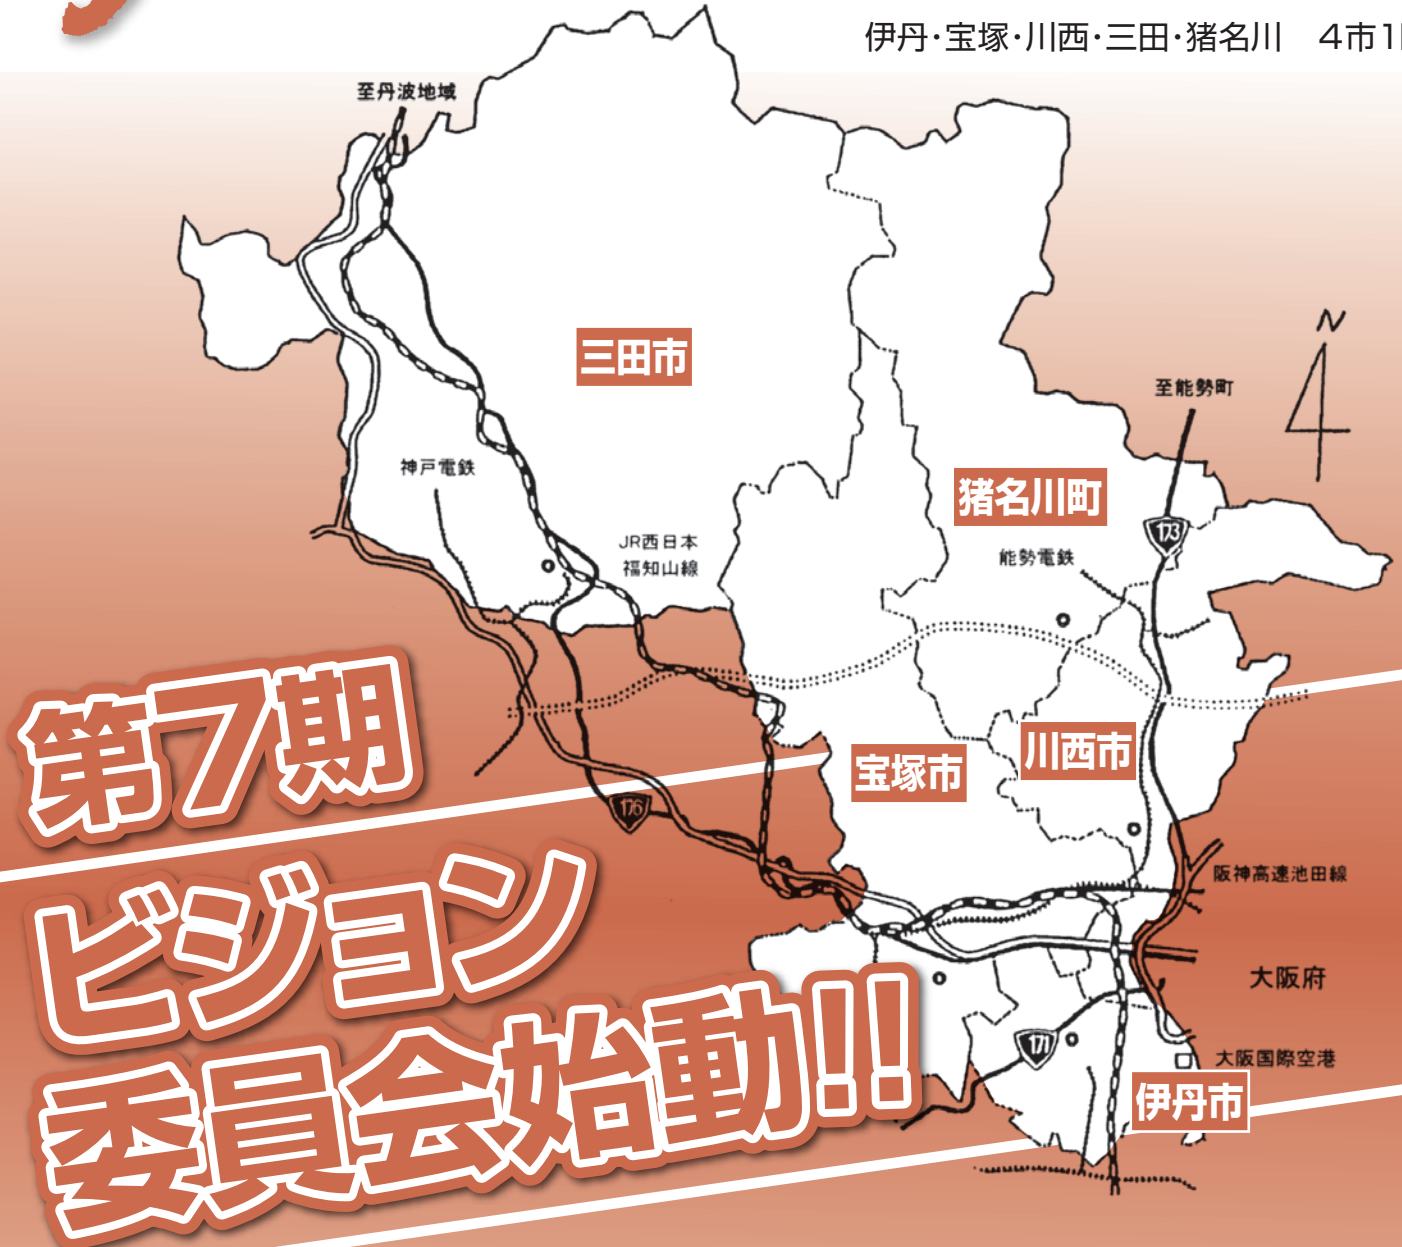 伊丹・宝塚・川西・三田・猪名川　4市1
至丹波地域
三田市
至能勢町
神戸電鉄
猪名川町
173
JR西日本
福知山線
能勢電鉄
第7期
川西市
宝塚市
176
ビジョン
阪神高速池田線
大阪府
委員会始動!!
171
大阪国際空港
伊丹市
N